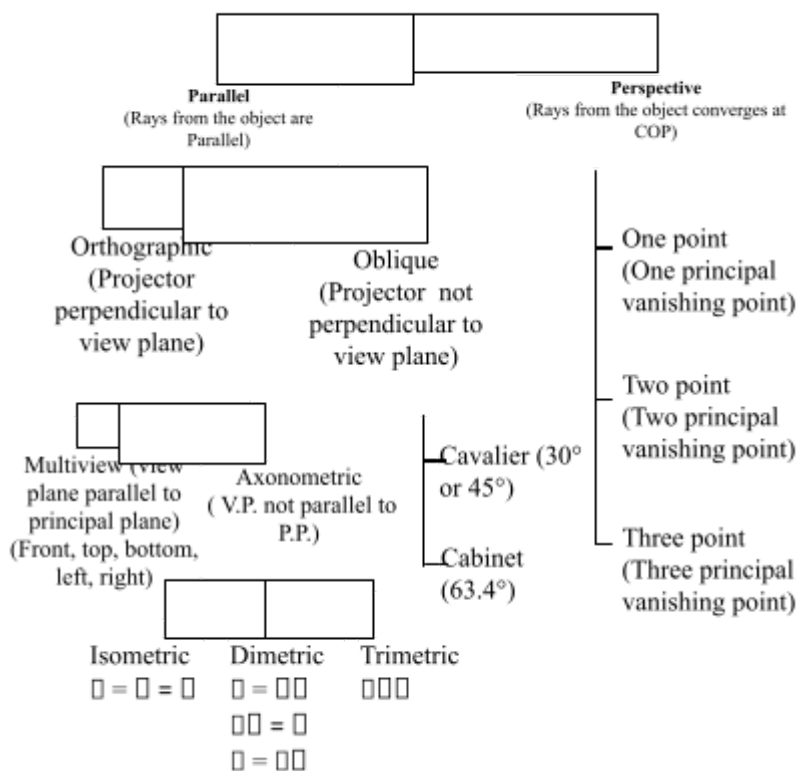 Parallel
(Rays from the object are
Parallel)
Perspective
(Rays from the object converges at
COP)
Orthographic
(Projector
perpendicular to
view plane)
Oblique
(Projector not
perpendicular to
view plane)
One point
(One principal
vanishing point)
Two point
(Two principal
vanishing point)
Three point
(Three principal
vanishing point)
Multiview (view
plane parallel to
principal plane)
(Front, top, bottom,
left, right)
Axonometric
( V.P. not parallel to
P.P.)
Cavalier (30°
or 45°)
Cabinet
(63.4°)
Isometric
▯ = ▯ = ▯
Dimetric
▯ = ▯▯
▯▯ = ▯
▯ = ▯▯
Trimetric
▯▯▯